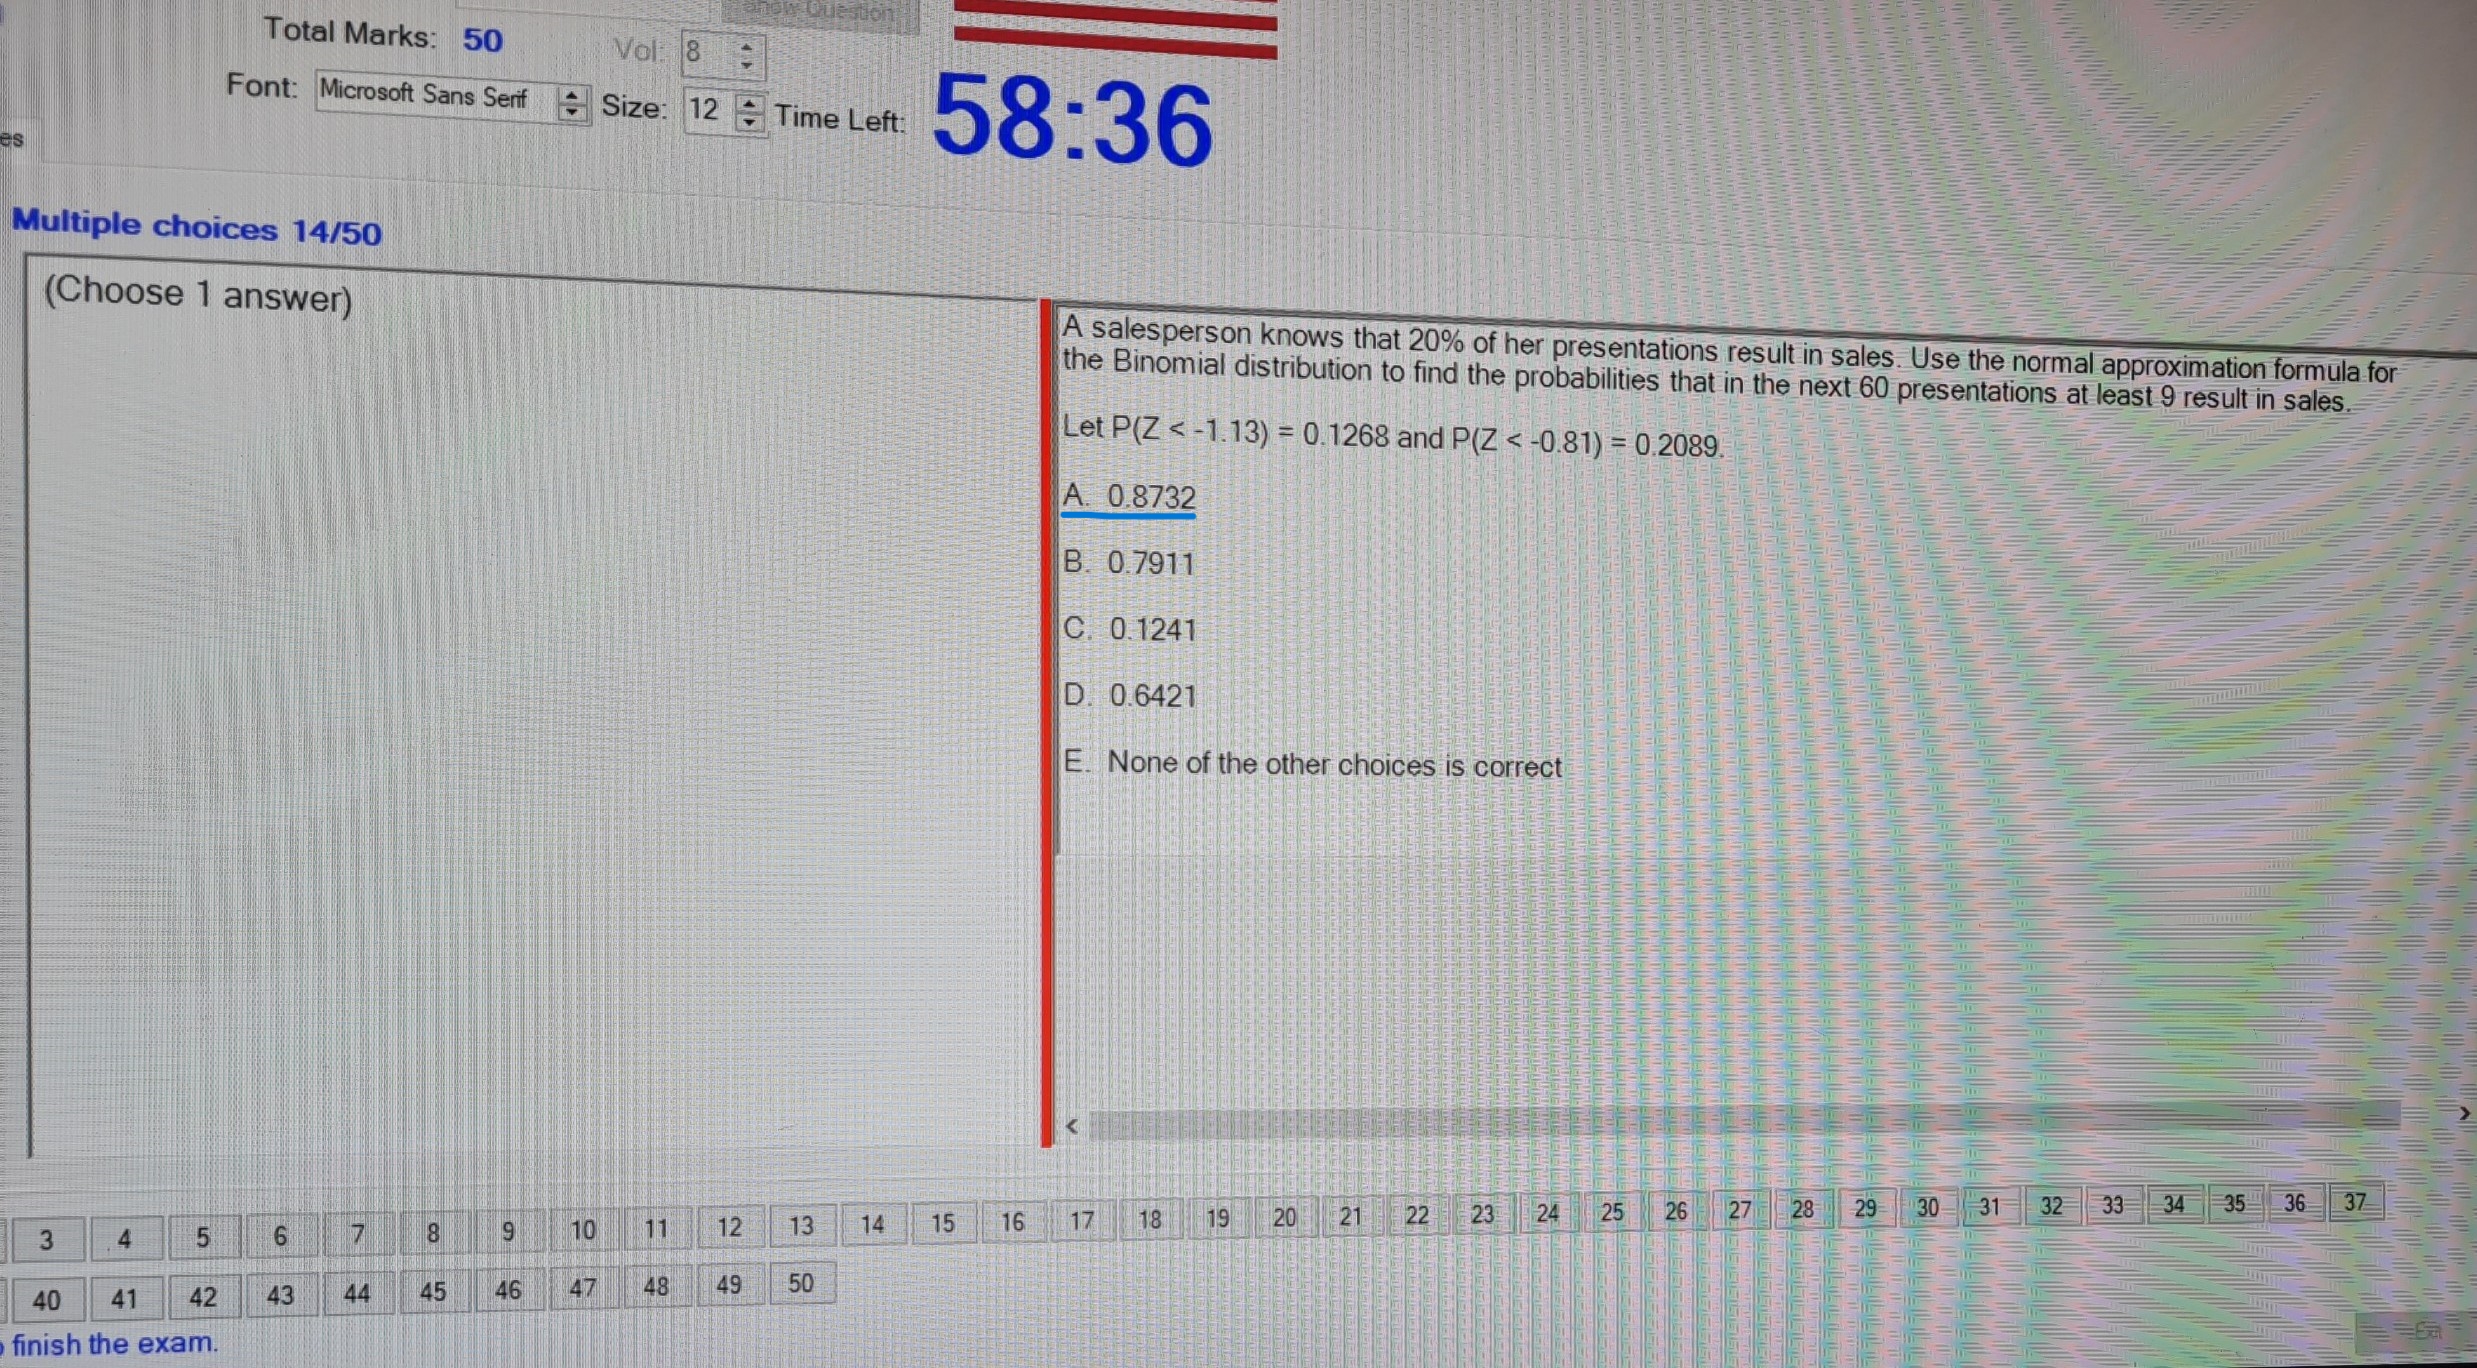 Show Question
Total Marks: 50
Vol: 8
Font: Microsoft Sans Serif Size: 12 Time Left: 58:36
es
Multiple choices 14/50
(Choose 1 answer)
A salesperson knows that 20% of her presentations result in sales. Use the normal approximation formula for
the Binomial distribution to find the probabilities that in the next 60 presentations at least 9 result in sales.
Let P(Z < -1.13) = 0.1268 and P(Z < -0.81) = 0.2089.
A. 0.8732
B. 0.7911
C. 0.1241
D. 0.6421
E. None of the other choices is correct
3 4 5 6 7 8 9 10 11 12 13 14 15 16 17 18 19 20 21 22 23 24 25 26 27 28 29 30 31 32 33 34 35 36 37
40 41 42 43 44 45 46 47 48 49 50
finish the exam.
Exit